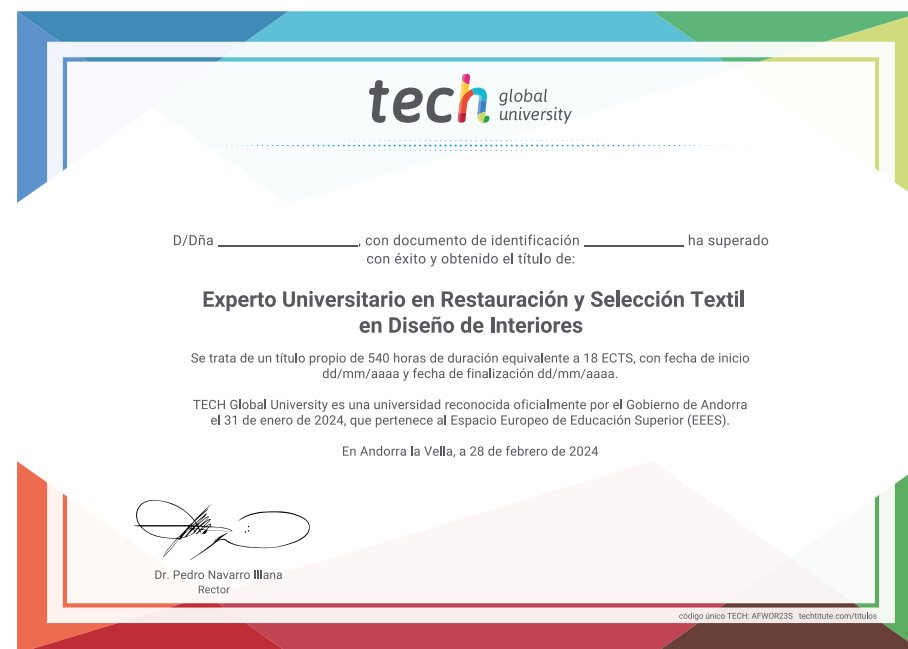 tech global university
D/Dña ____________________, con documento de identificación ______________ ha superado
con éxito y obtenido el título de:
Experto Universitario en Restauración y Selección Textil
en Diseño de Interiores
Se trata de un título propio de 540 horas de duración equivalente a 18 ECTS, con fecha de inicio
dd/mm/aaaa y fecha de finalización dd/mm/aaaa.
TECH Global University es una universidad reconocida oficialmente por el Gobierno de Andorra
el 31 de enero de 2024, que pertenece al Espacio Europeo de Educación Superior (EEES).
En Andorra la Vella, a 28 de febrero de 2024
Dr. Pedro Navarro Illana
Rector
código único TECH: AFWOR23S techtitute.com/titulos